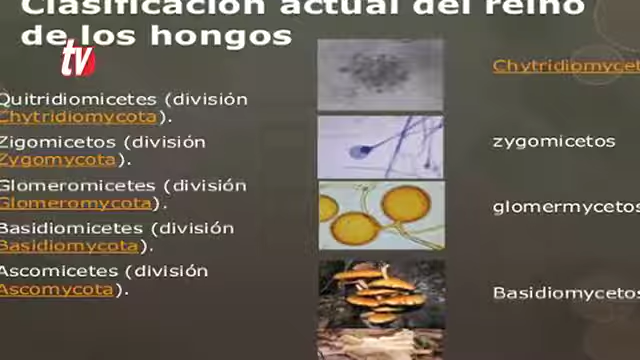 Clasificación actual del reino
de los hongos
tv
Quitridiomicetes (división
Chytridiomycota).
Zigomicetos (división
Zygomycota).
Glomeromicetes (división
Glomeromycota).
Basidiomicetes (división
Basidiomycota).
Ascomicetes (división
Ascomycota).
Chytridiomycet
zygomicetos
glomermycetos
Basidiomycetos